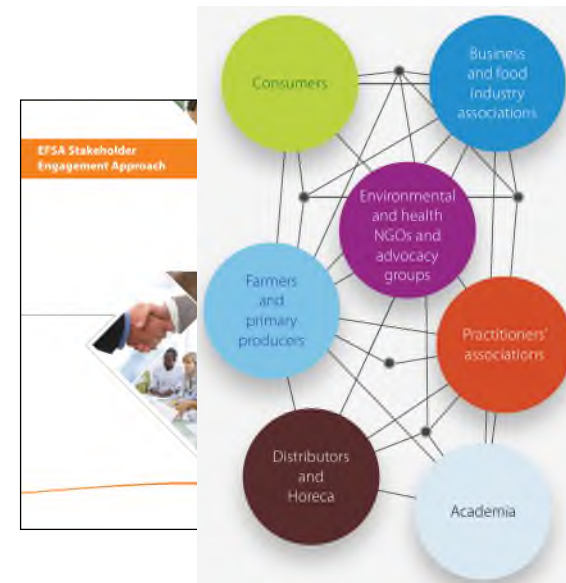 EFSA Stakeholder
Engagement Approach
Consumers
Business
and food
industry
associations
Environmental
and health
NGOs and
advocacy
groups
Farmers
and
primary
producers
Practitioners'
associations
Distributors
and
Horeca
Academia